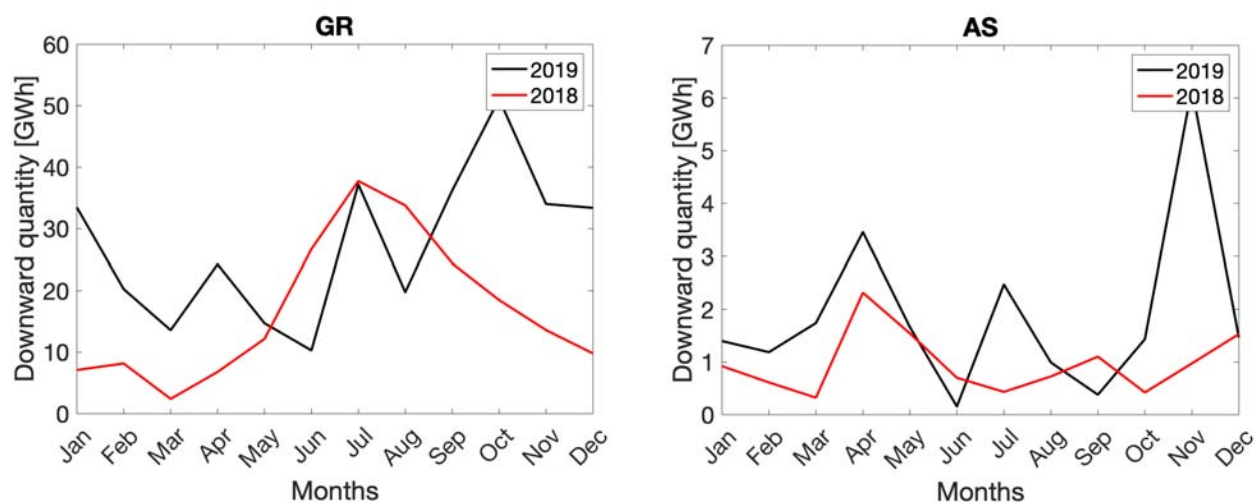 GR
60
50
40
30
20
10
0
Downward quantity [GWh]
2019
2018
Jan
Feb
Mar
Apr
May
Jun
Jul
Aug
Sep
Oct
Nov
Dec
Months
AS
7
6
5
4
3
2
1
0
Downward quantity [GWh]
2019
2018
Jan
Feb
Mar
Apr
May
Jun
Jul
Aug
Sep
Oct
Nov
Dec
Months